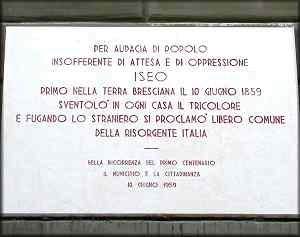 PER AUDACIA DI POPOLO
INSOFFERENTE DI ATTESA E DI OPPRESSIONE
ISEO
PRIMO NELLA TERRA BRESCIANA IL 10 GIUGNO 1859
SVENTOLO' IN OGNI CASA IL TRICOLORE
E FUGANDO LO STRANIERO SI PROCLAMO' LIBERO COMUNE
DELLA RISORGENTE ITALIA
NELLA RICORRENZA DEL PRIMO CENTENARIO
IL MUNICIPIO E LA CITTADINANZA
10 GIUGNO 1959